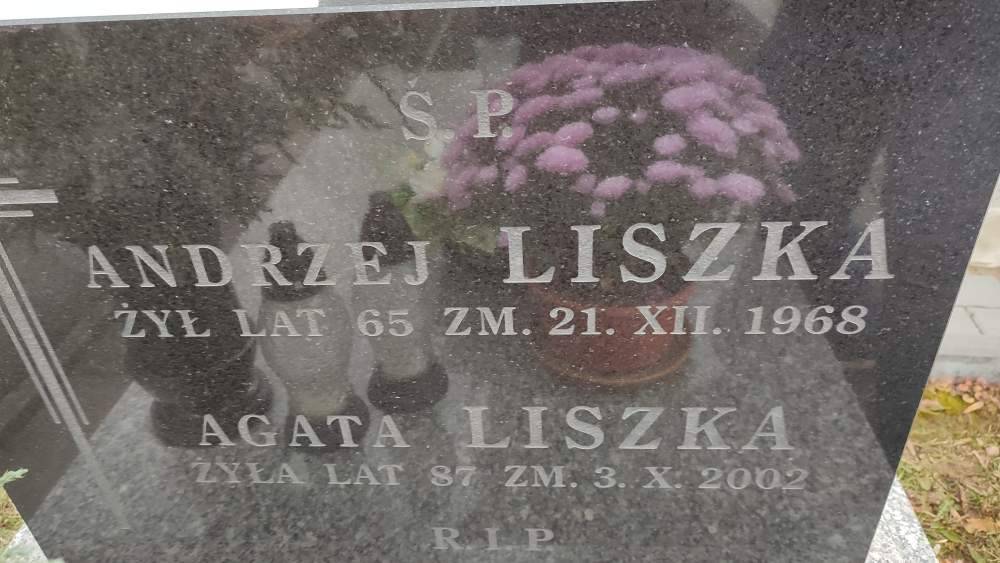 Ś.P.
ANDRZEJ LISZKA
ŻYŁ LAT 65 ZM. 21. XII. 1968
AGATA LISZKA
ŻYŁA LAT 87 ZM. 3. X. 2002
R.I.P.